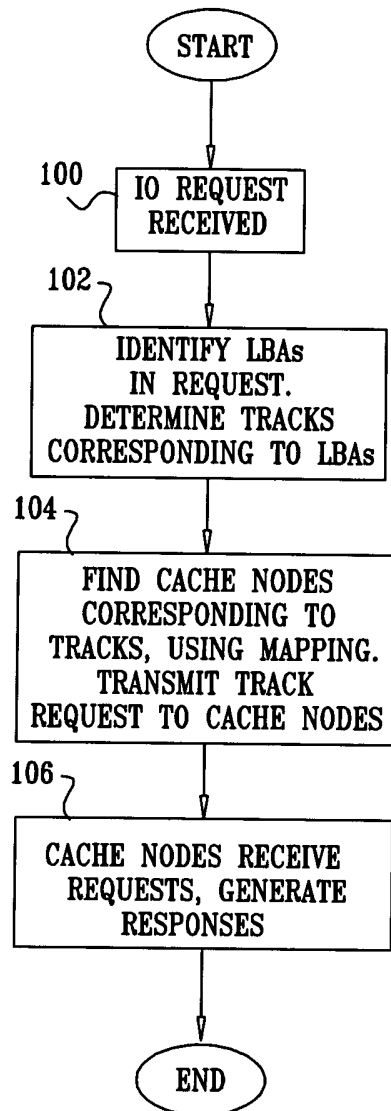 START
100
IO REQUEST
RECEIVED
102
IDENTIFY LBAs
IN REQUEST.
DETERMINE TRACKS
CORRESPONDING TO LBAs
104
FIND CACHE NODES
CORRESPONDING TO
TRACKS, USING MAPPING.
TRANSMIT TRACK
REQUEST TO CACHE NODES
106
CACHE NODES RECEIVE
REQUESTS, GENERATE
RESPONSES
END